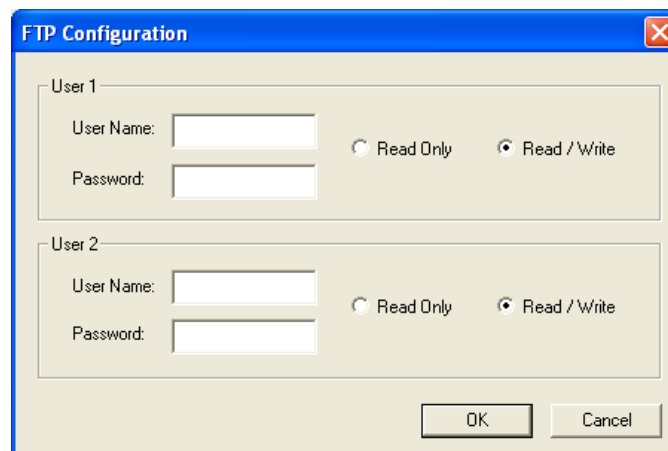 FTP Configuration
User 1
User Name:
Read Only
Read / Write
Password:
User 2
User Name:
Read Only
Read / Write
Password:
OK
Cancel